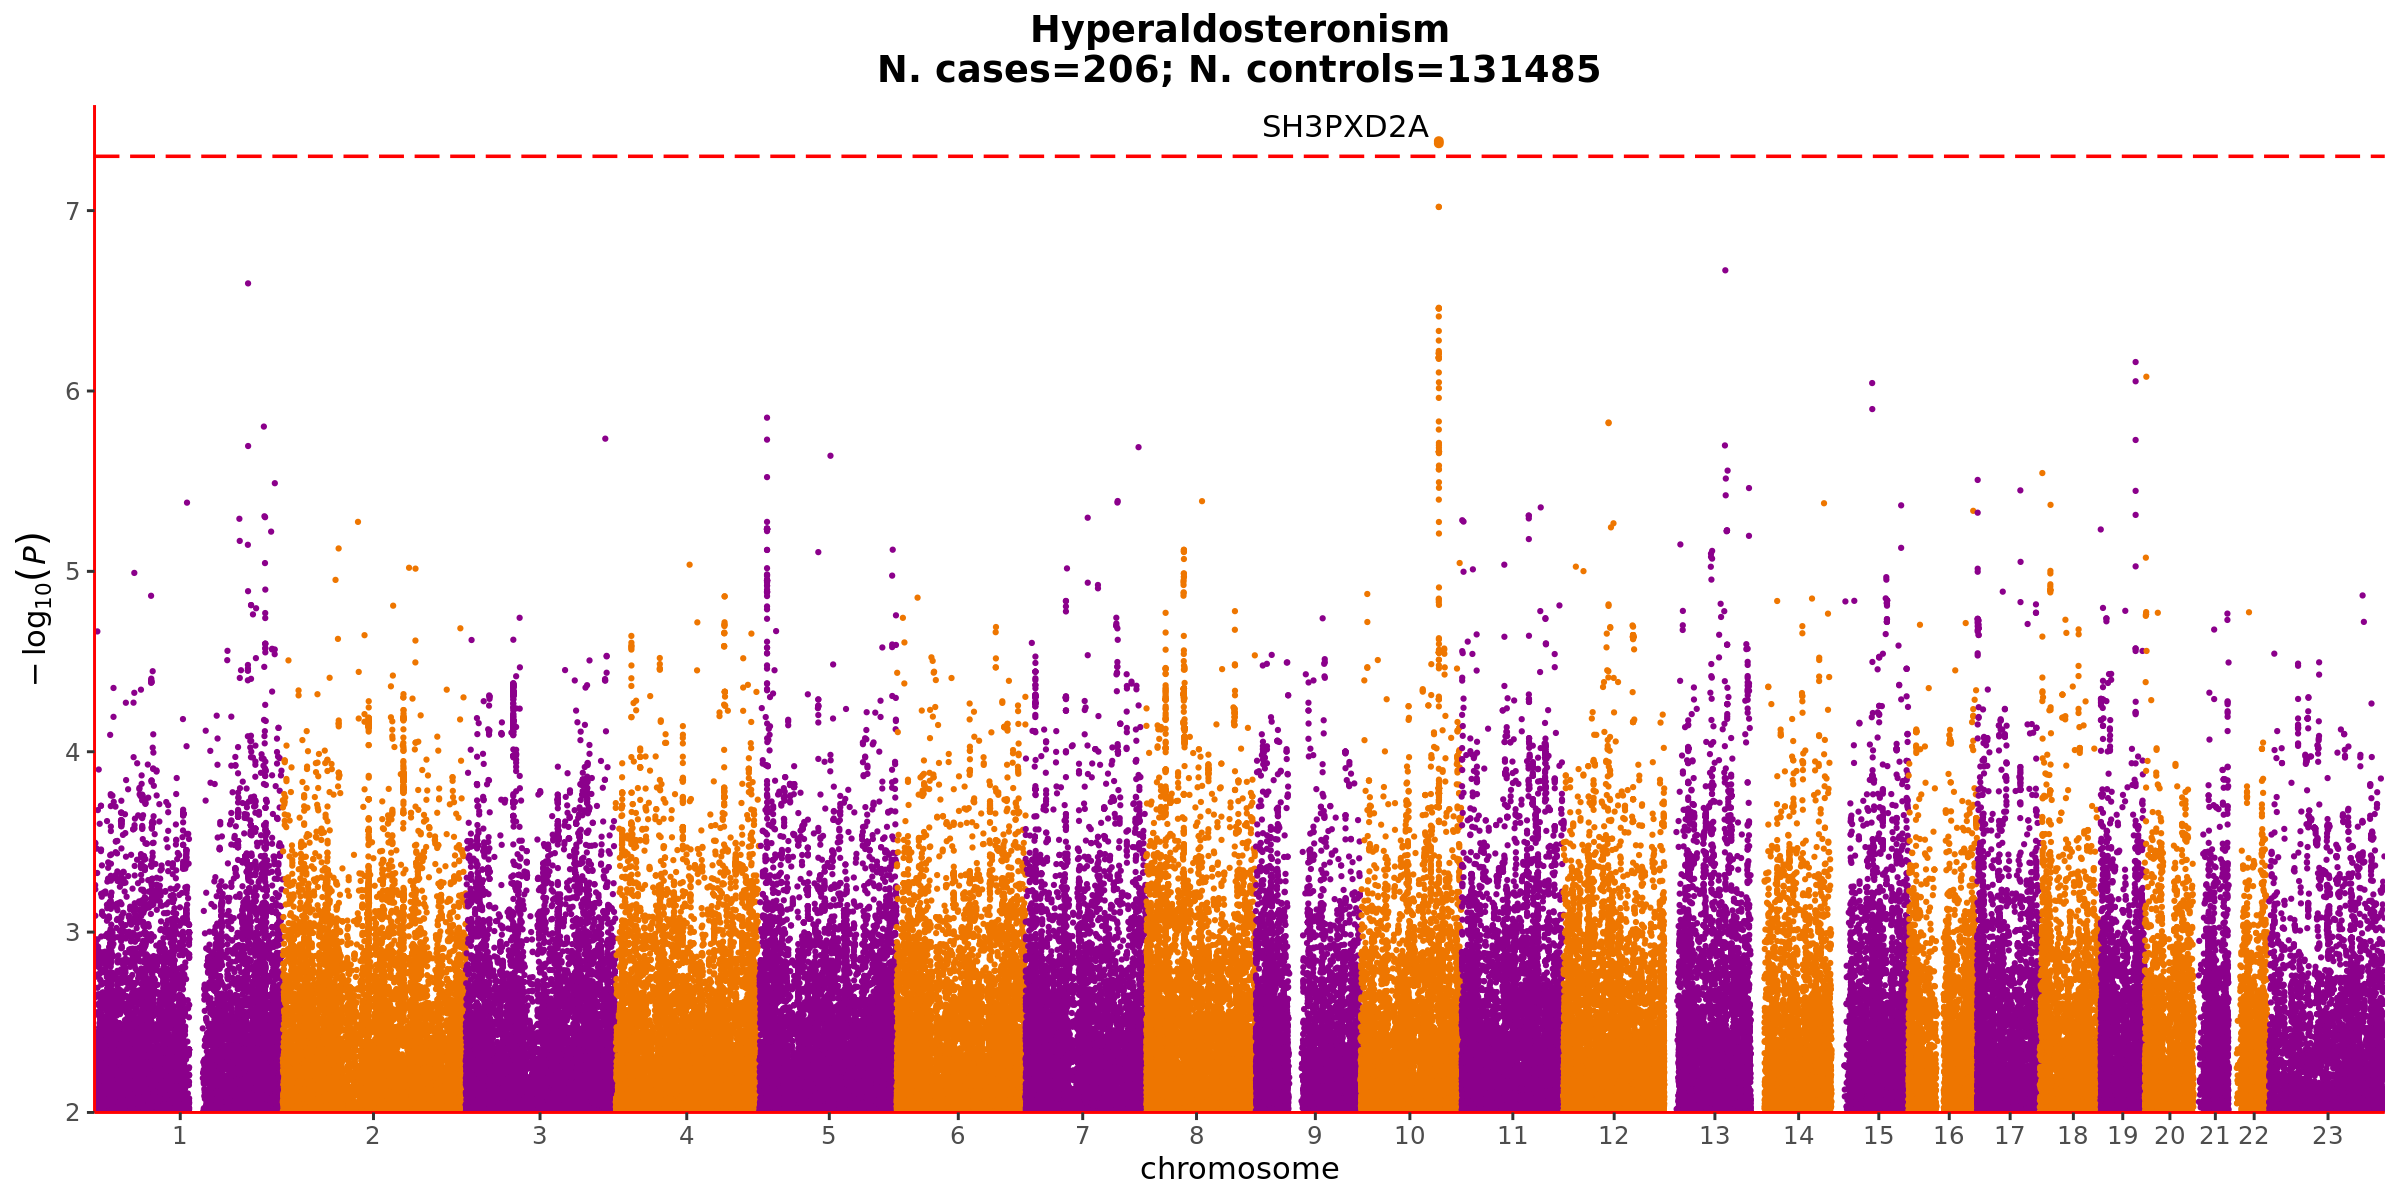 Hyperaldosteronism
N. cases=206; N. controls=131485
SH3PXD2A
7
6
5
4
3
2
−log₁₀(P)
1 2 3 4 5 6 7 8 9 10 11 12 13 14 15 16 17 18 19 20 21 22 23
chromosome